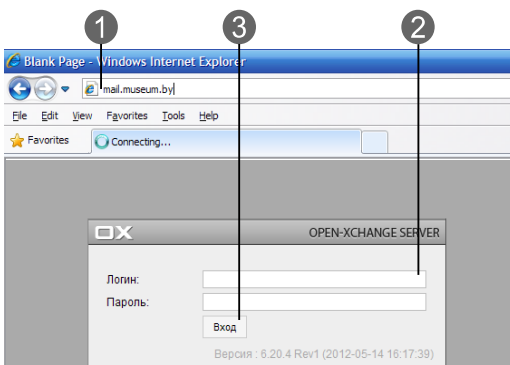 1 3 2
Blank Page - Windows Internet Explorer
mail.museum.by
File Edit View Favorites Tools Help
Favorites Connecting...
OX OPEN-XCHANGE SERVER
Логин:
Пароль:
Вход
Версия : 6.20.4 Rev1 (2012-05-14 16:17:39)